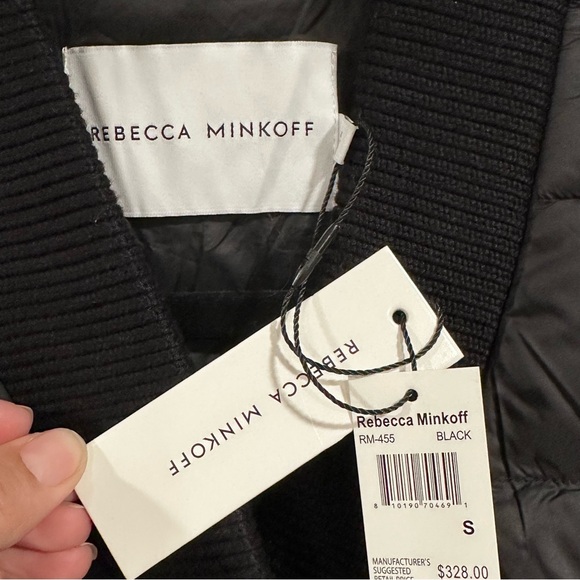 REBECCA MINKOFF
REBECCA MINKOFF
Rebecca Minkoff
RM-455 BLACK
8 10190 70469 1
S
MANUFACTURER'S
SUGGESTED
RETAIL PRICE $328.00